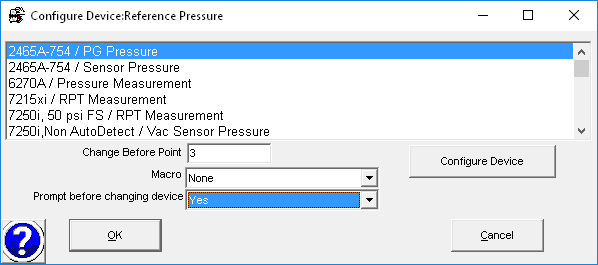 Configure Device:Reference Pressure
2465A-754 / PG Pressure
2465A-754 / Sensor Pressure
6270A / Pressure Measurement
7215xi / RPT Measurement
7250i, 50 psi FS / RPT Measurement
7250i,Non AutoDetect / Vac Sensor Pressure
Change Before Point 3
Configure Device
Macro None
Prompt before changing device Yes
?
OK
Cancel